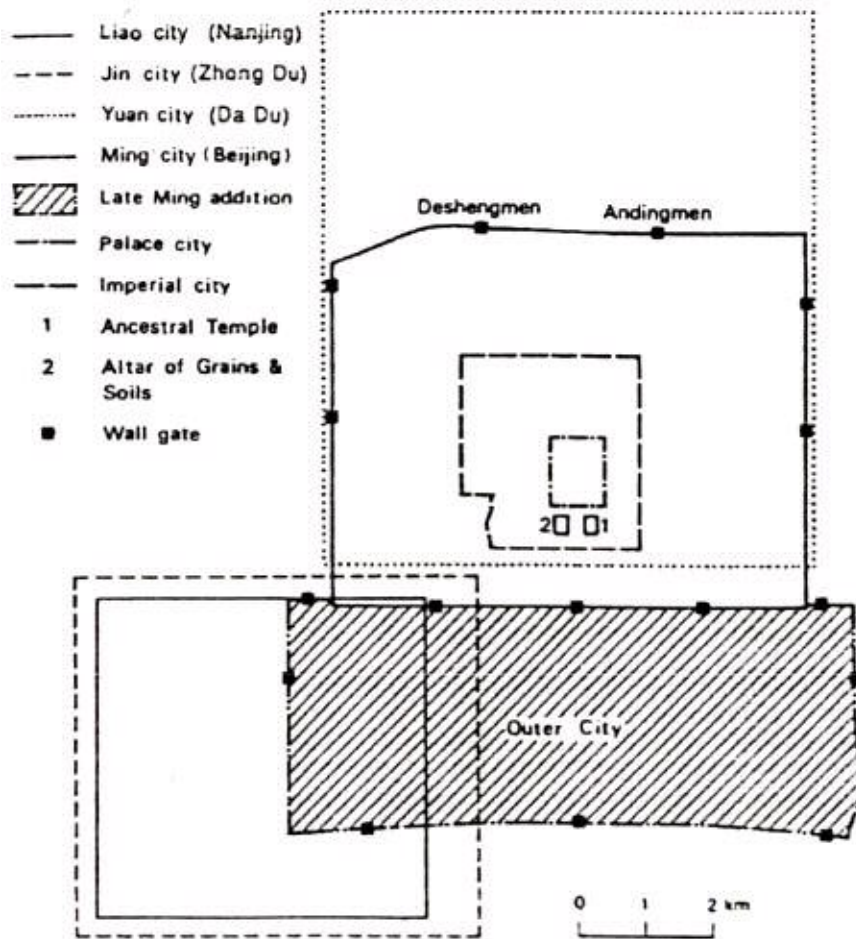 Liao city (Nanjing)
Jin city (Zhong Du)
Yuan city (Da Du)
Ming city (Beijing)
Late Ming addition
Palace city
Imperial city
1 Ancestral Temple
2 Altar of Grains &
Soils
Wall gate
Deshengmen
Andingmen
2 1
Outer City
0 1 2 km